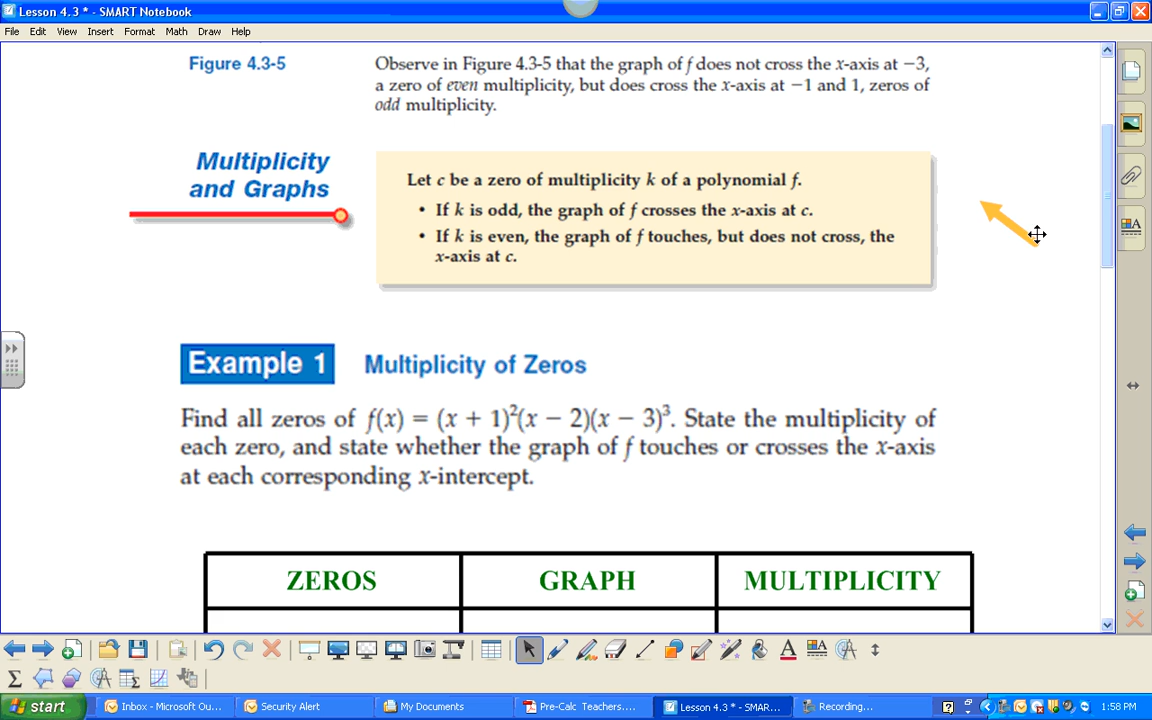 Lesson 4.3 * - SMART Notebook
File Edit View Insert Format Math Draw Help
Figure 4.3-5
Observe in Figure 4.3-5 that the graph of f does not cross the x-axis at −3,
a zero of even multiplicity, but does cross the x-axis at −1 and 1, zeros of
odd multiplicity.
Multiplicity
and Graphs
Let c be a zero of multiplicity k of a polynomial f.
• If k is odd, the graph of f crosses the x-axis at c.
• If k is even, the graph of f touches, but does not cross, the
x-axis at c.
Example 1 Multiplicity of Zeros
Find all zeros of f(x) = (x + 1)²(x − 2)(x − 3)³. State the multiplicity of
each zero, and state whether the graph of f touches or crosses the x-axis
at each corresponding x-intercept.
ZEROS GRAPH MULTIPLICITY
start Inbox - Microsoft Ou... Security Alert My Documents Pre-Calc Teachers.... Lesson 4.3 * - SMAR... Recording... 1:58 PM